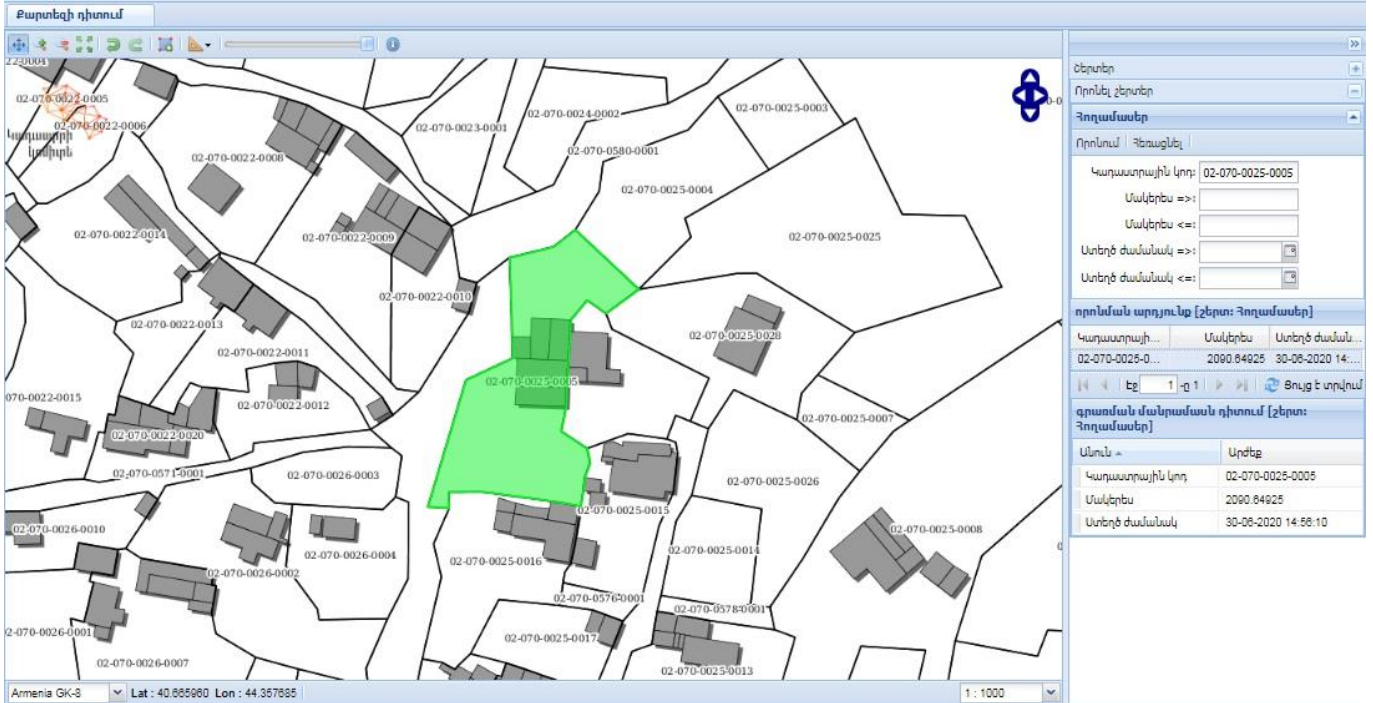 Քարտեզի դիտում
22-0004
02-070-0022-0005
02-070-0022-0006
Կադաստրի
կոմիտե
02-070-0022-0008
02-070-0023-0001
02-070-0024-0002
02-070-0025-0003
02-070-0580-0001
02-070-0025-0004
02-070-0022-0014
02-070-0022-0009
02-070-0025-0025
02-070-0022-0010
02-070-0022-0013
02-070-0025-0028
02-070-0022-0011
02-070-0025-0005
070-0022-0015
02-070-0022-0012
02-070-0025-0007
02-070-0022-0020
02-070-0571-0001
02-070-0026-0003
02-070-0025-0026
02-070-0025-0015
02-070-0026-0010
02-070-0025-0008
02-070-0026-0004
02-070-0025-0014
02-070-0025-0016
02-070-0026-0002
02-070-0576-0001
02-070-0578-0001
2-070-0026-0001
02-070-0025-0017
02-070-0026-0007
02-070-0025-0013
Armenia GK-8
Lat : 40.665960 Lon : 44.357685
1 : 1000
Շերտեր
Որոնել շերտեր
Հողամասեր
Որոնում Հեռացնել
Կադաստրային կոդ: 02-070-0025-0005
Մակերես =>:
Մակերես <=:
Ստեղծ ժամանակ =>:
Ստեղծ ժամանակ <=:
որոնման արդյունք [շերտ: Հողամասեր]
Կադաստրայի... Մակերես Ստեղծ ժաման...
02-070-0025-0... 2090.64925 30-06-2020 14:...
Էջ 1 -ը 1 Ցույց է տրվում
գրառման մանրամասն դիտում [շերտ:
Հողամասեր]
Անուն Արժեք
Կադաստրային կոդ 02-070-0025-0005
Մակերես 2090.64925
Ստեղծ ժամանակ 30-06-2020 14:56:10